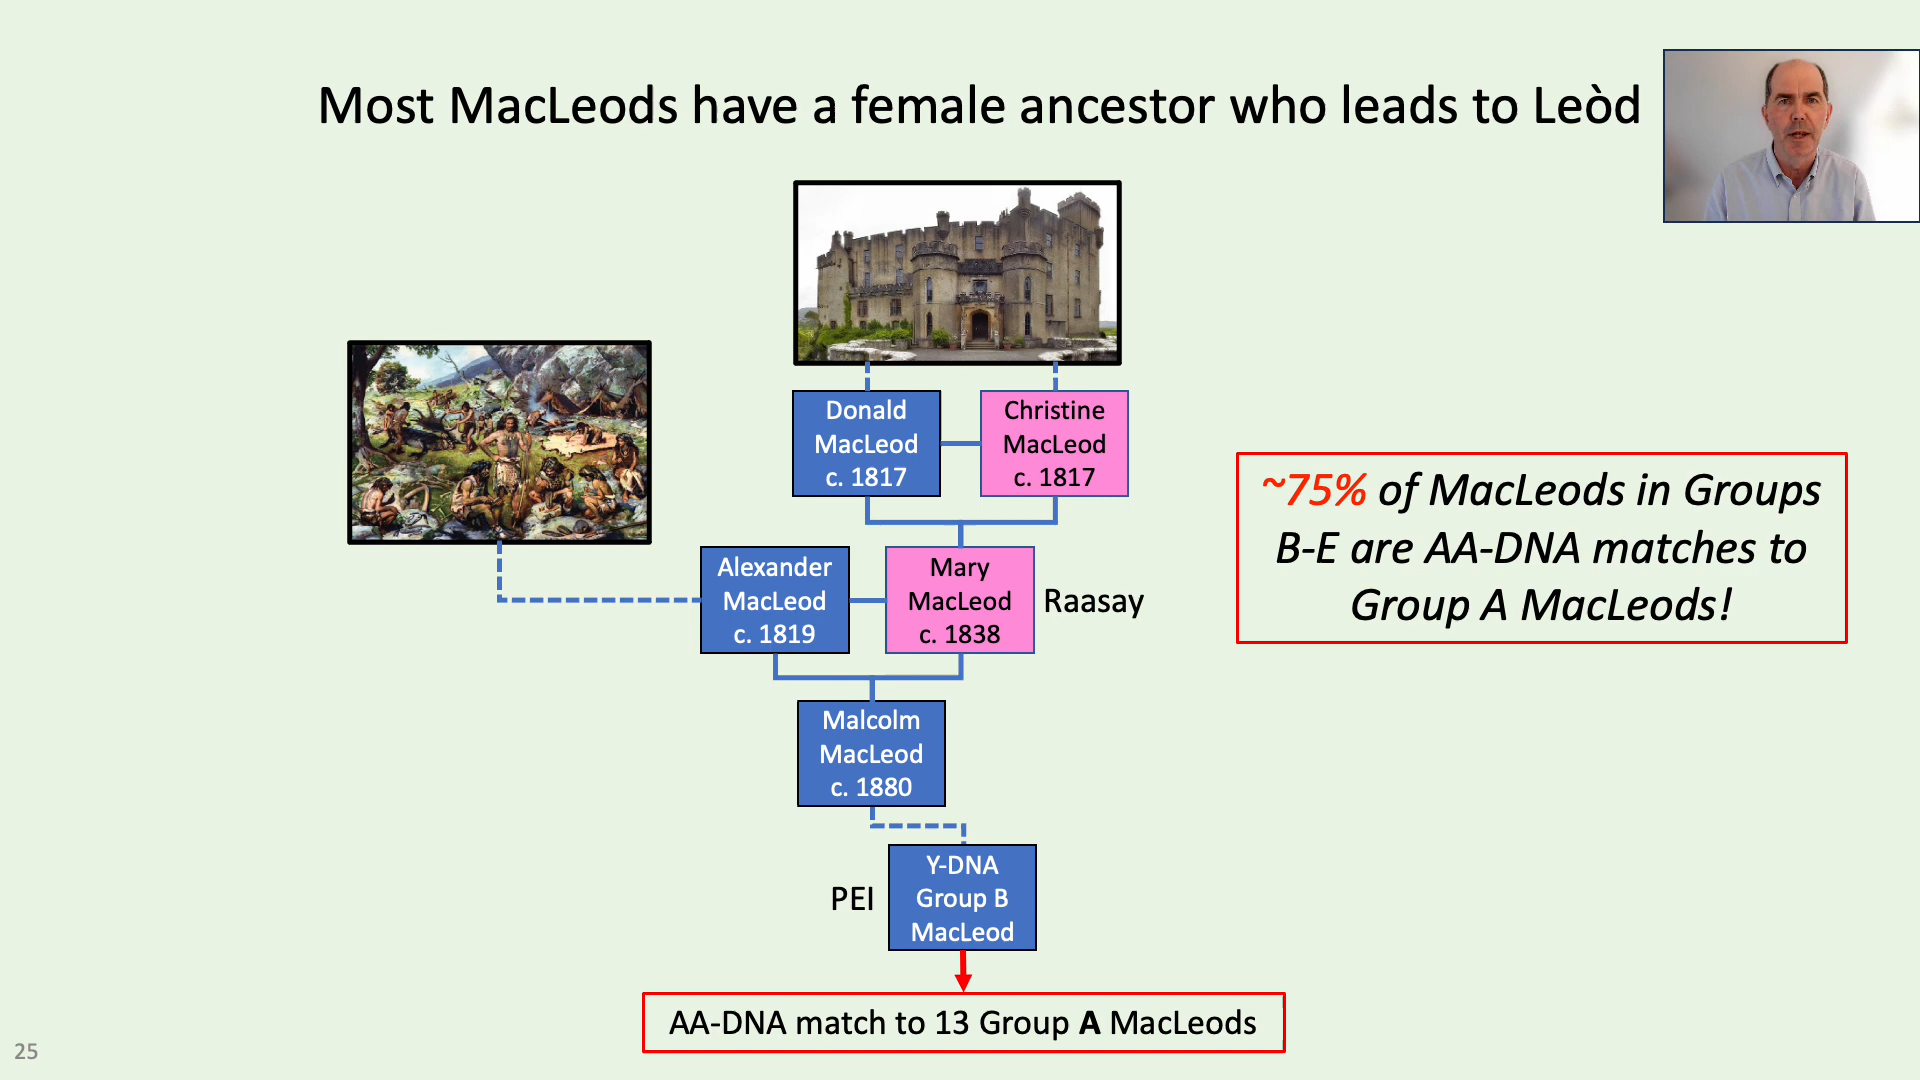 Most MacLeods have a female ancestor who leads to Leòd
Donald
MacLeod
c. 1817
Christine
MacLeod
c. 1817
~75% of MacLeods in Groups
B-E are AA-DNA matches to
Group A MacLeods!
Alexander
MacLeod
c. 1819
Mary
MacLeod
c. 1838
Raasay
Malcolm
MacLeod
c. 1880
PEI
Y-DNA
Group B
MacLeod
AA-DNA match to 13 Group A MacLeods
25